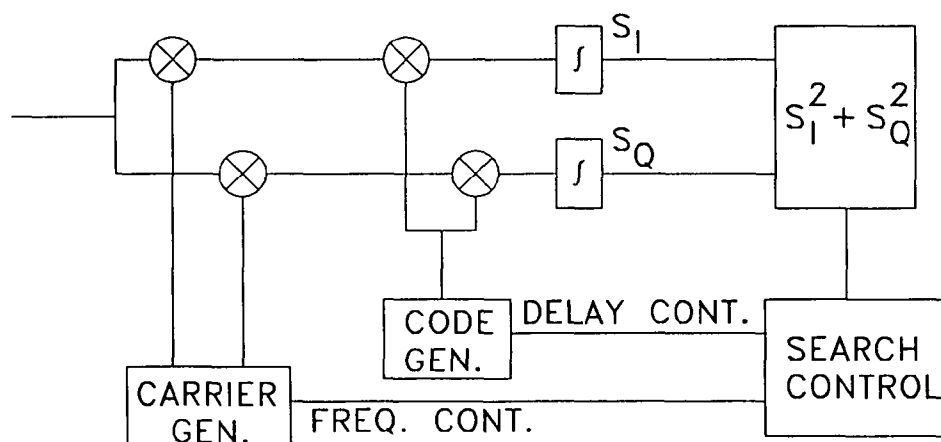 S_I
∫
S_I^2 + S_Q^2
S_Q
∫
CODE
GEN.
DELAY CONT.
SEARCH
CONTROL
CARRIER
GEN.
FREQ. CONT.